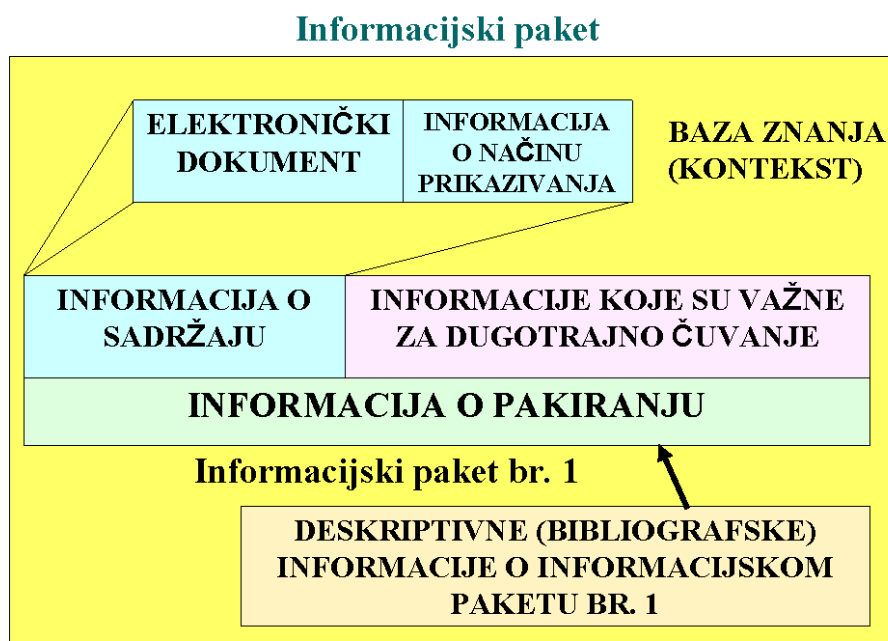 Informacijski paket
ELEKTRONIČKI
DOKUMENT
INFORMACIJA
O NAČINU
PRIKAZIVANJA
BAZA ZNANJA
(KONTEKST)
INFORMACIJA O
SADRŽAJU
INFORMACIJE KOJE SU VAŽNE
ZA DUGOTRAJNO ČUVANJE
INFORMACIJA O PAKIRANJU
Informacijski paket br. 1
DESKRIPTIVNE (BIBLIOGRAFSKE)
INFORMACIJE O INFORMACIJSKOM
PAKETU BR. 1